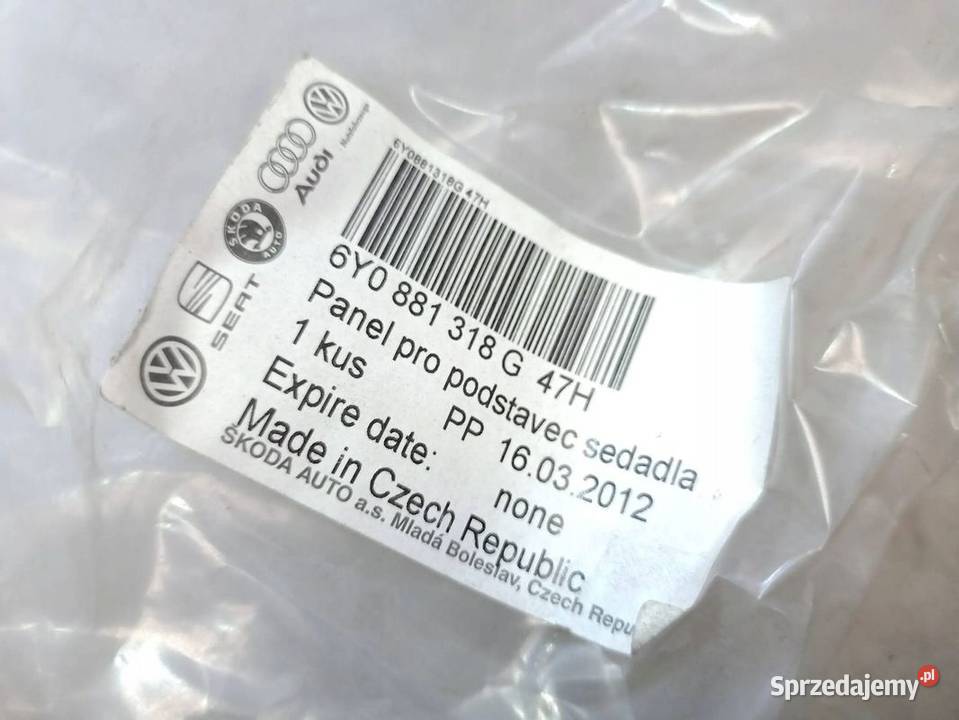 Audi
ŠKODA
AUTO
SEAT
6Y0881318G 47H
6Y0 881 318 G 47H
Panel pro podstavec sedadla
1 kus PP 16.03.2012
Expire date: none
Made in Czech Republic
ŠKODA AUTO a.s. Mladá Boleslav, Czech Repu
Sprzedajemy.pl